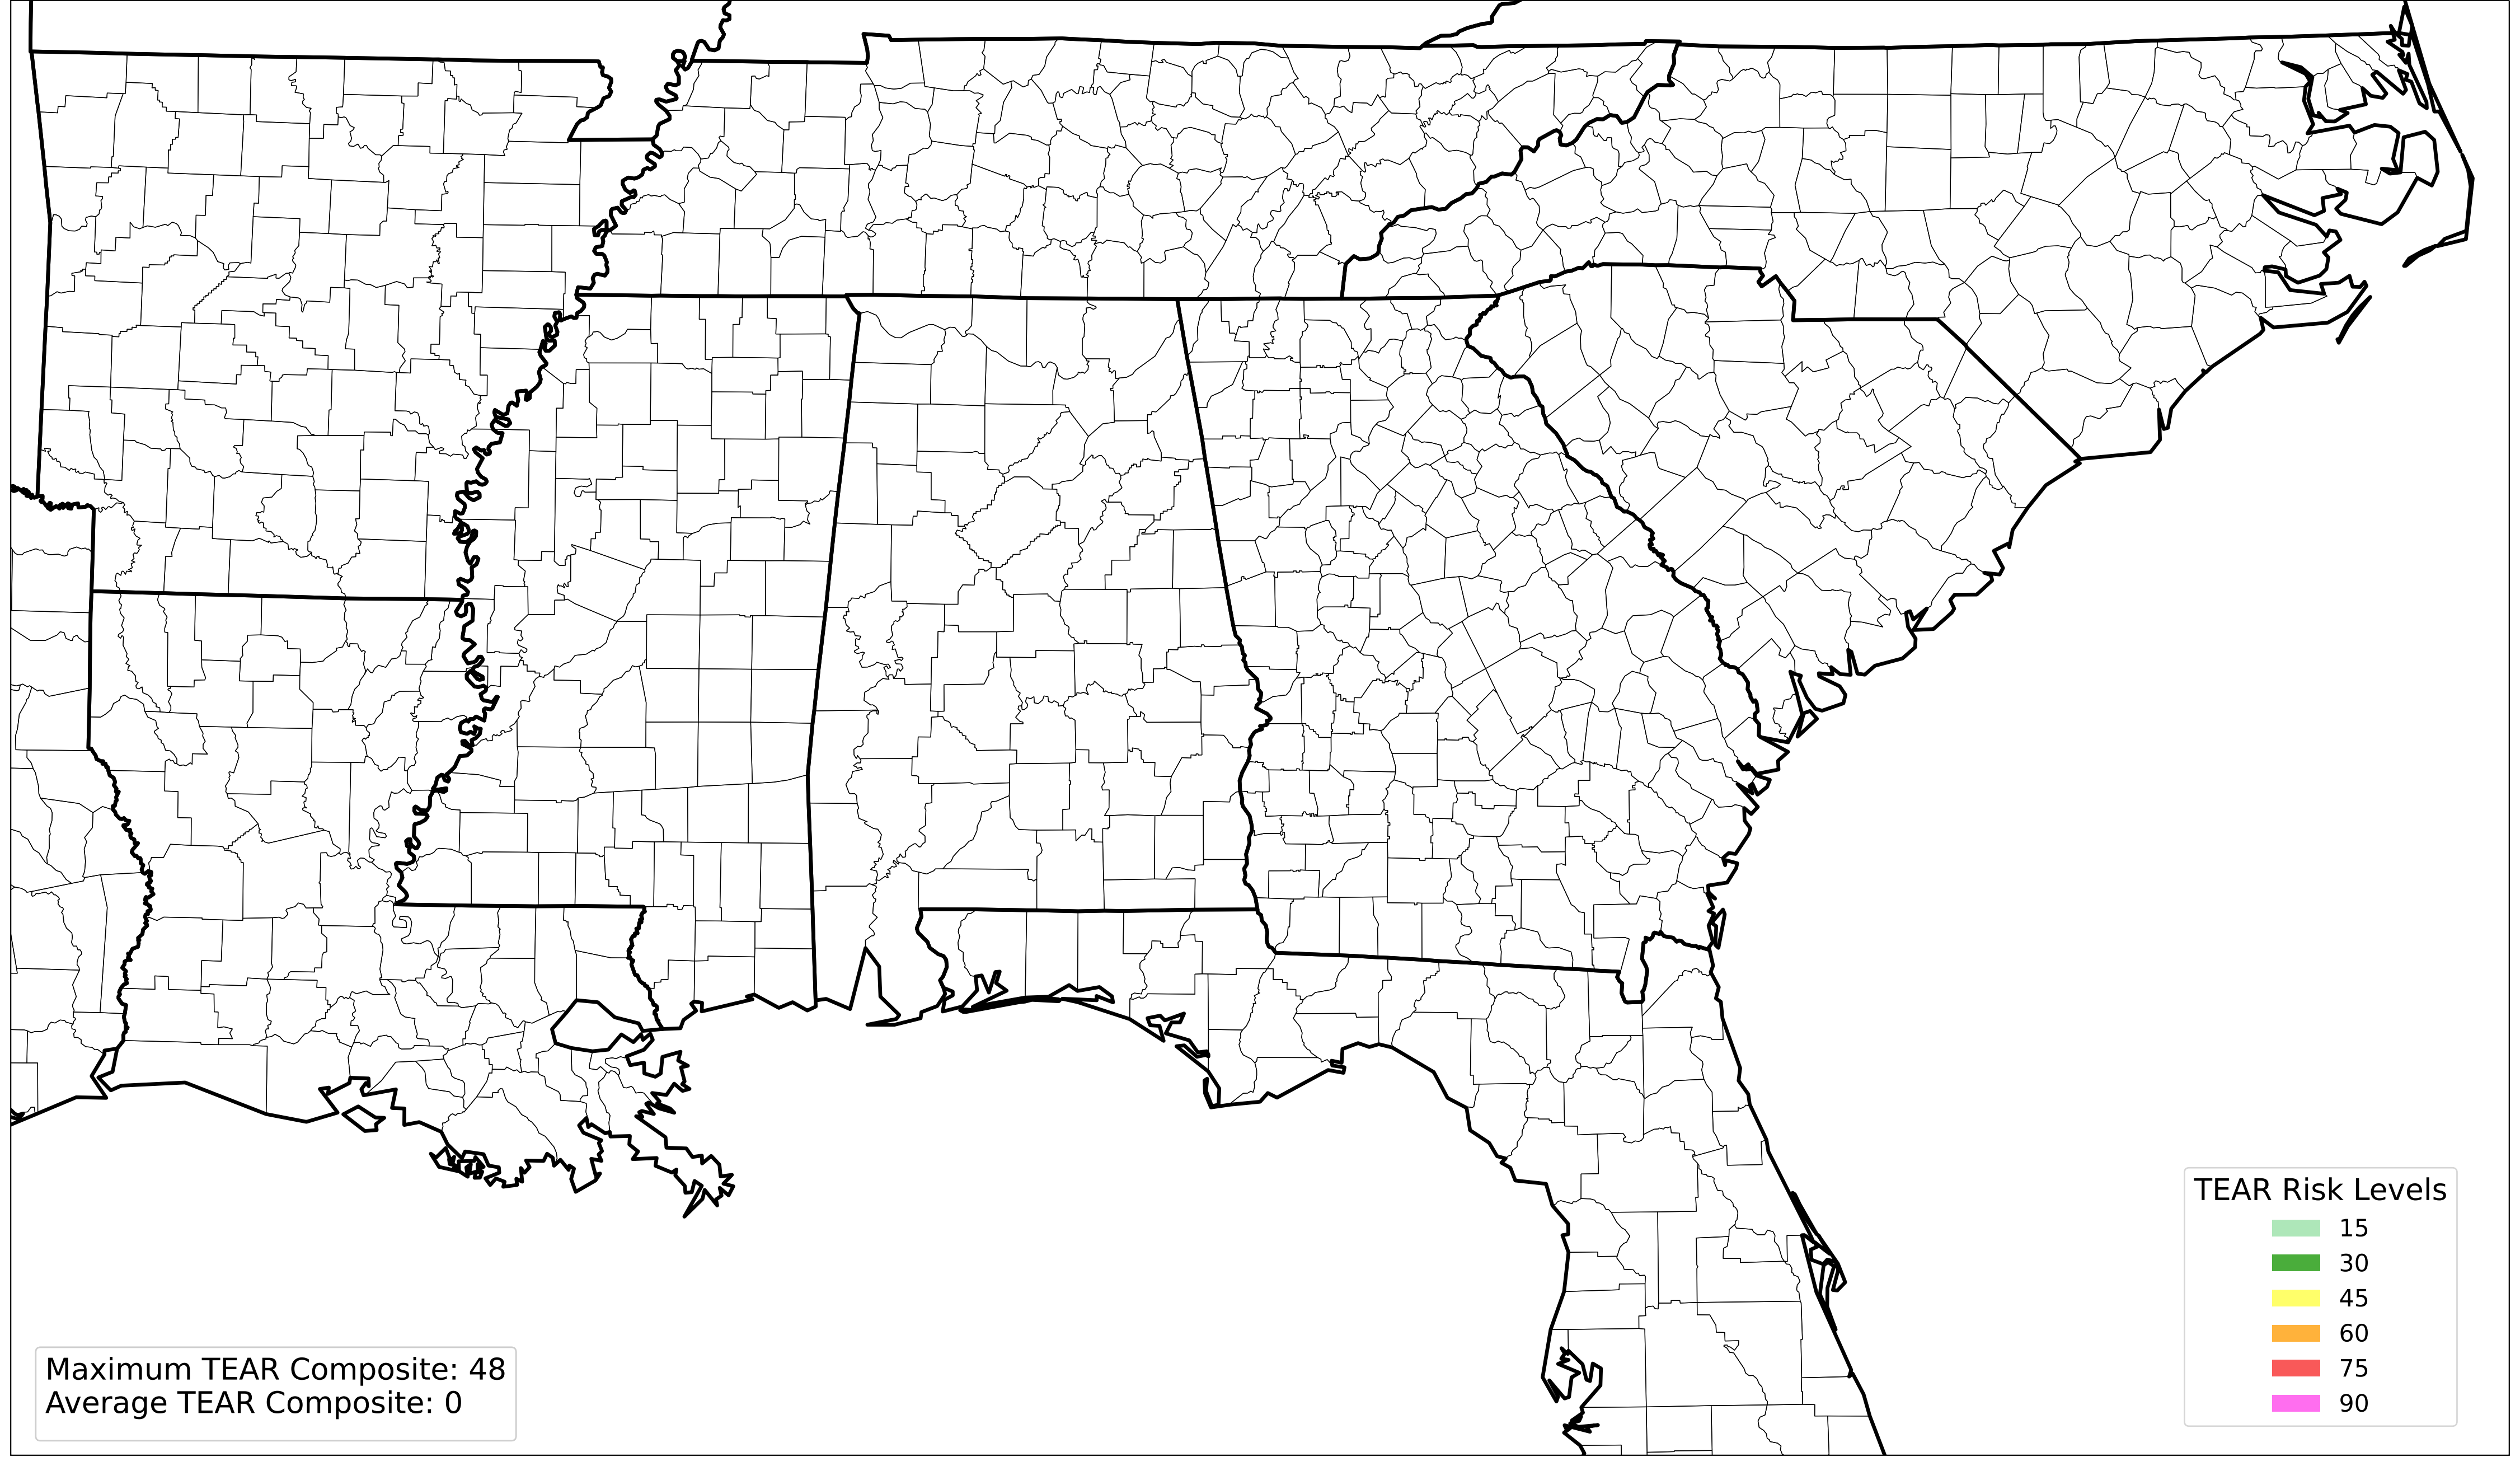 TEAR Risk Levels
15
30
45
60
75
90
Maximum TEAR Composite: 48
Average TEAR Composite: 0